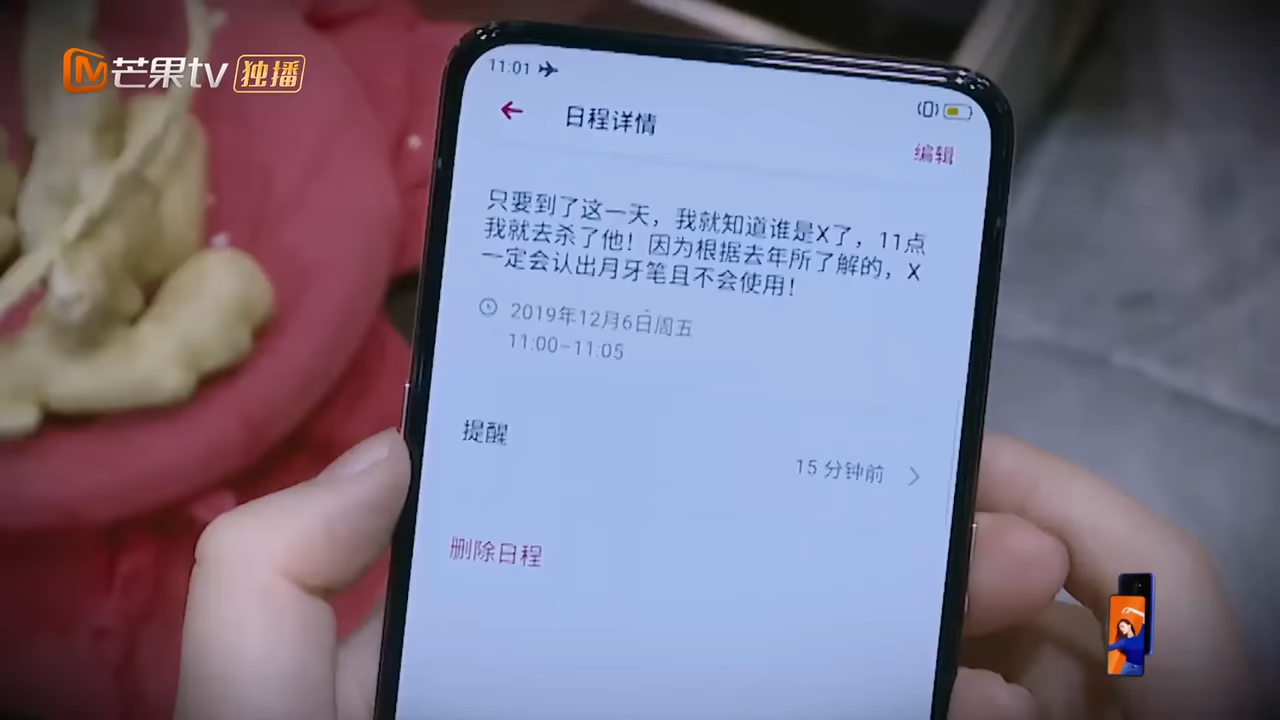 芒果tv 独播
11:01
日程详情
编辑
只要到了这一天，我就知道谁是X了，11点
我就去杀了他！因为根据去年所了解的，X
一定会认出月牙笔且不会使用！
2019年12月6日周五
11:00-11:05
提醒
15 分钟前
删除日程